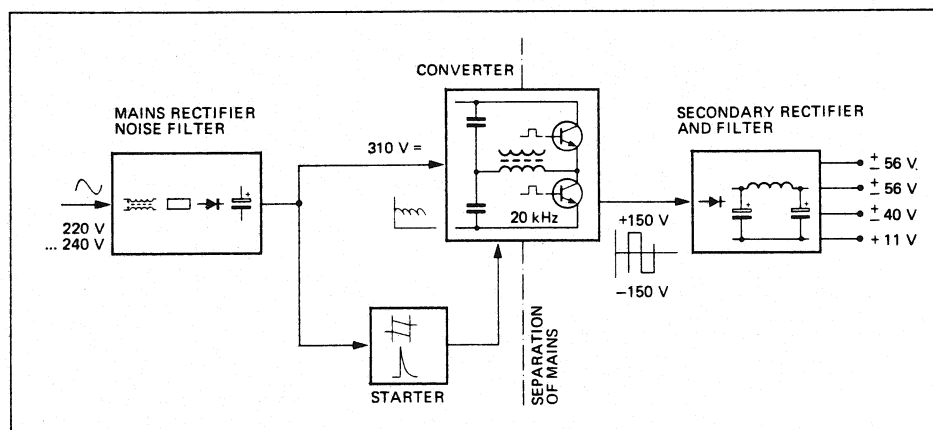 CONVERTER
MAINS RECTIFIER
NOISE FILTER
SECONDARY RECTIFIER
AND FILTER
310 V =
220 V
... 240 V
20 kHz
+150 V
−150 V
± 56 V.
± 56 V
± 40 V
+ 11 V
STARTER
SEPARATION
OF MAINS